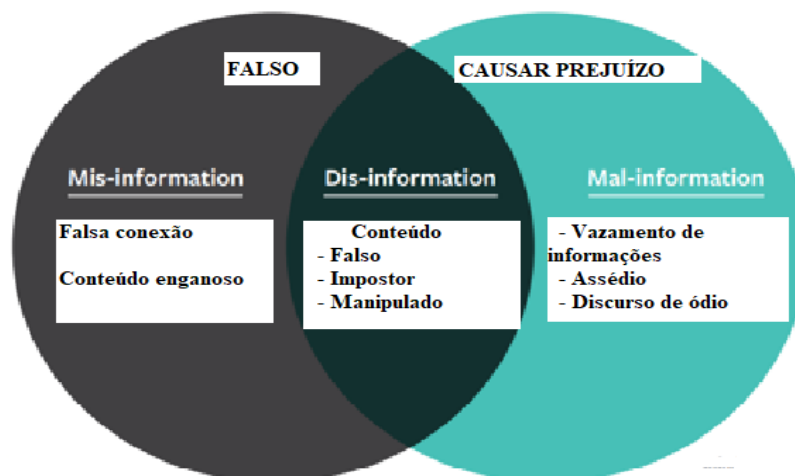 FALSO
CAUSAR PREJUÍZO
Mis-information
Falsa conexão
Conteúdo enganoso
Dis-information
Conteúdo
- Falso
- Impostor
- Manipulado
Mal-information
- Vazamento de
informações
- Assédio
- Discurso de ódio